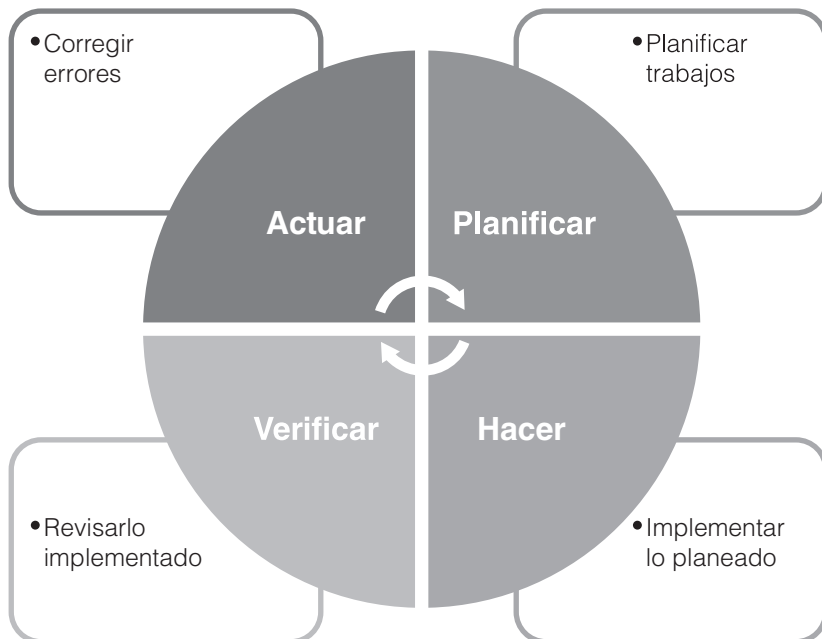 • Corregir
errores
• Planificar
trabajos
Actuar
Planificar
Verificar
Hacer
• Revisarlo
implementado
• Implementar
lo planeado